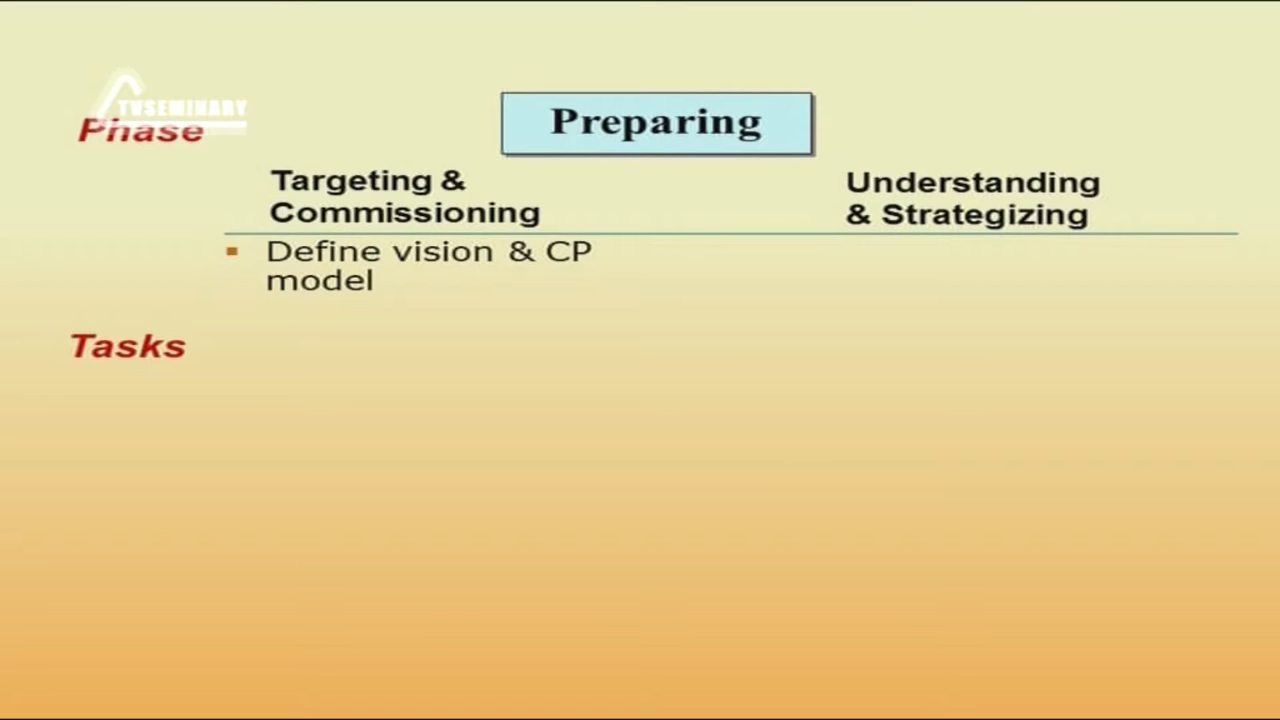 TVSEMINARY
Phase
Preparing
Targeting &
Commissioning
Understanding
& Strategizing
▪ Define vision & CP
model
Tasks